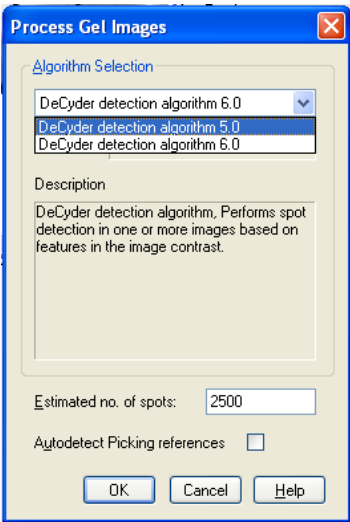 Process Gel Images
Algorithm Selection
DeCyder detection algorithm 6.0
DeCyder detection algorithm 5.0
DeCyder detection algorithm 6.0
Description
DeCyder detection algorithm, Performs spot
detection in one or more images based on
features in the image contrast.
Estimated no. of spots: 2500
Autodetect Picking references
OK Cancel Help